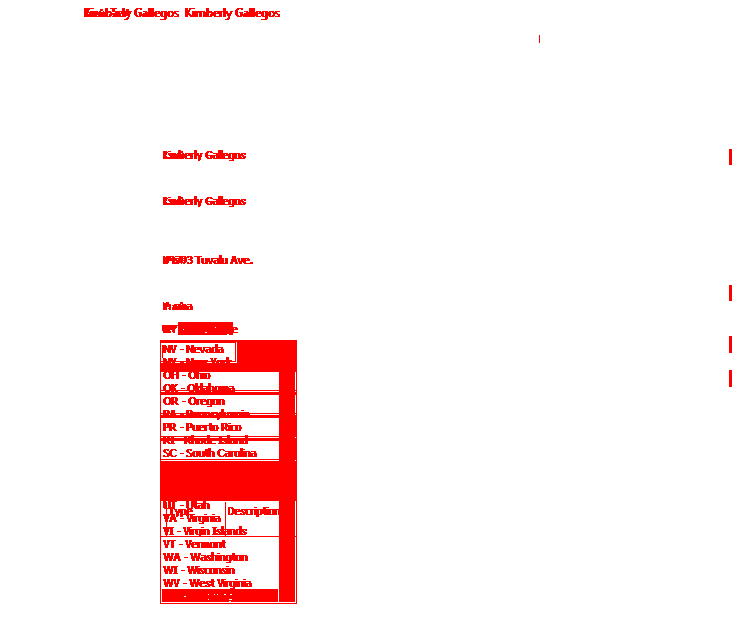 Kimberly Gallegos Kimberly Gallegos
Kimberly Gallegos
Kimberly Gallegos
Tuvalu Ave.
NV - Nevada
NY - New York
OH - Ohio
OK - Oklahoma
OR - Oregon
PA - Pennsylvania
PR - Puerto Rico
RI - Rhode Island
SC - South Carolina
UT - Utah
Type Description
VA - Virginia
VI - Virgin Islands
VT - Vermont
WA - Washington
WI - Wisconsin
WV - West Virginia